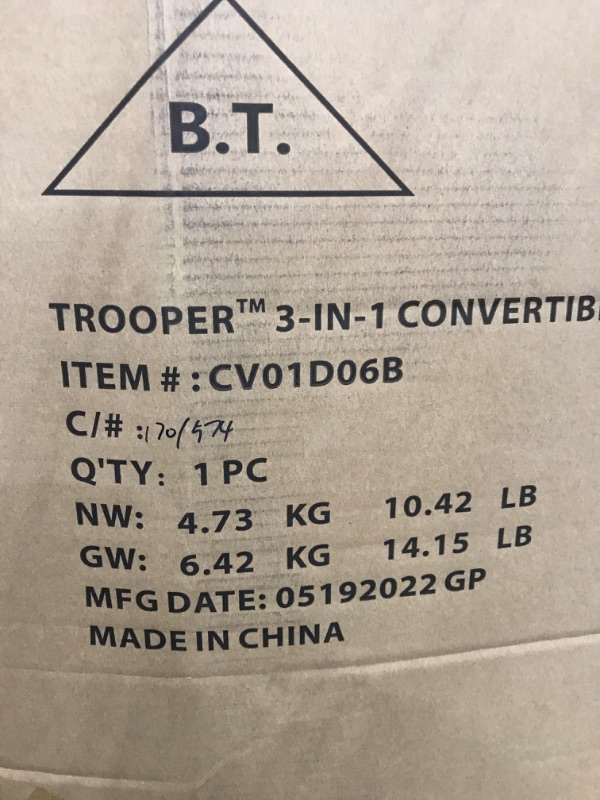 B.T.
TROOPER™ 3-IN-1 CONVERTIB
ITEM # : CV01D06B
C/# :170/574
Q'TY: 1 PC
NW: 4.73 KG 10.42 LB
GW: 6.42 KG 14.15 LB
MFG DATE: 05192022 GP
MADE IN CHINA